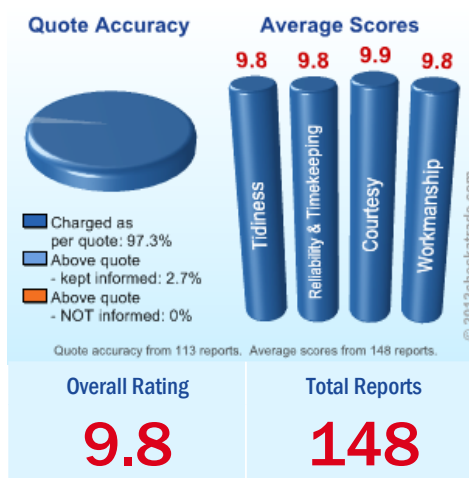 Quote Accuracy
Average Scores
9.8
9.8
9.9
9.8
Tidiness
Reliability & Timekeeping
Courtesy
Workmanship
Charged as
per quote: 97.3%
Above quote
- kept informed: 2.7%
Above quote
- NOT informed: 0%
© 2013checkatrade.com
Quote accuracy from 113 reports. Average scores from 148 reports.
Overall Rating
Total Reports
9.8
148